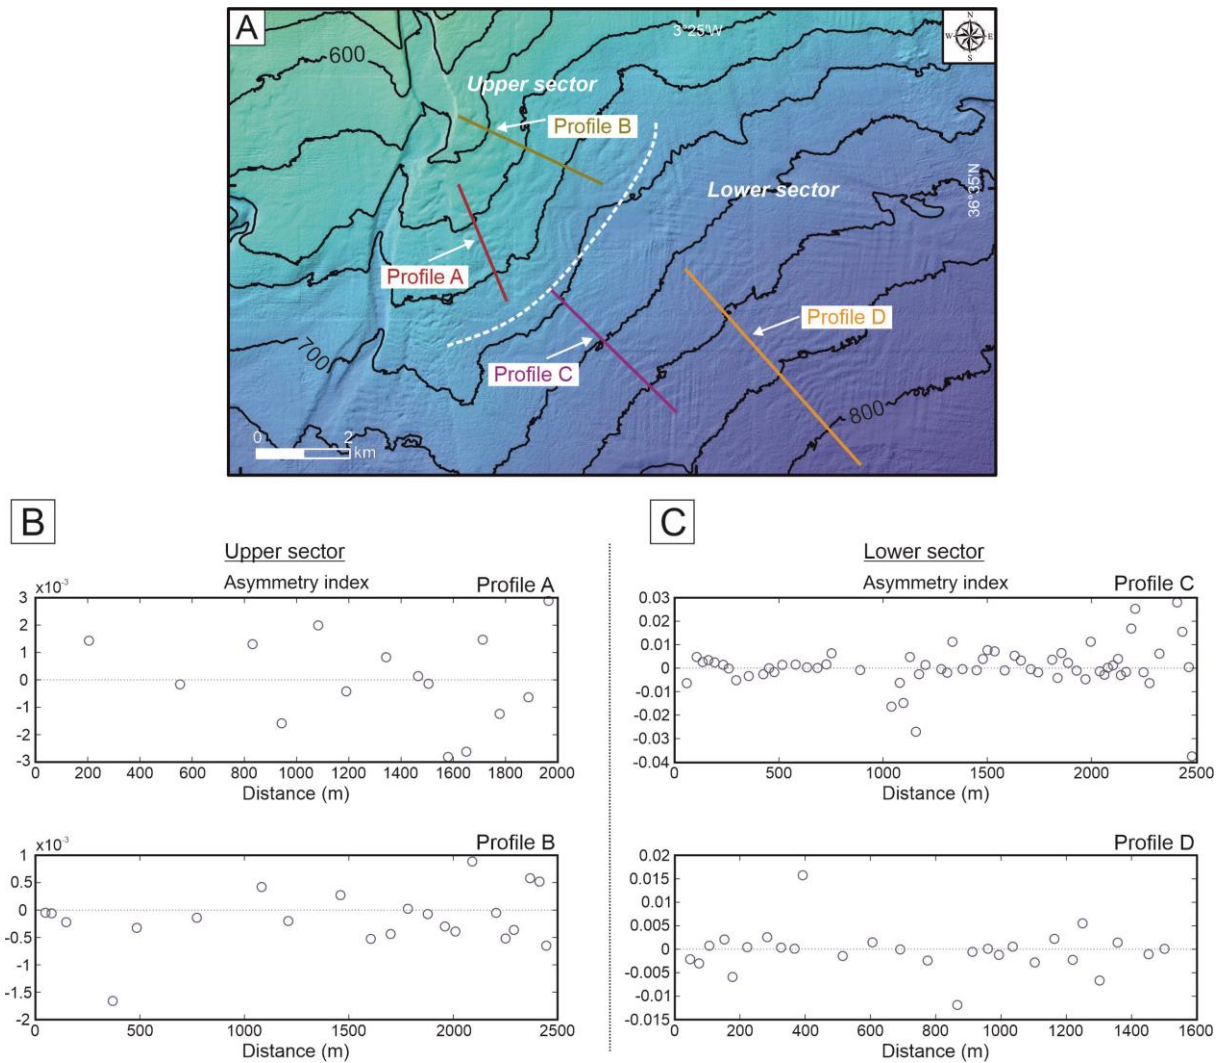 A
N
W E
S
3°25'W
600
Upper sector
Profile B
Lower sector
36°35'N
Profile A
Profile D
700
Profile C
800
0 2
km
B
Upper sector
Asymmetry index
Profile A
x10⁻³
3
2
1
0
-1
-2
-3
0 200 400 600 800 1000 1200 1400 1600 1800 2000
Distance (m)
Profile B
x10⁻³
1
0.5
0
-0.5
-1
-1.5
-2
0 500 1000 1500 2000 2500
Distance (m)
C
Lower sector
Asymmetry index
Profile C
0.03
0.02
0.01
0
-0.01
-0.02
-0.03
-0.04
0 500 1000 1500 2000 2500
Distance (m)
Profile D
0.02
0.015
0.01
0.005
0
-0.005
-0.01
-0.015
0 200 400 600 800 1000 1200 1400 1600
Distance (m)